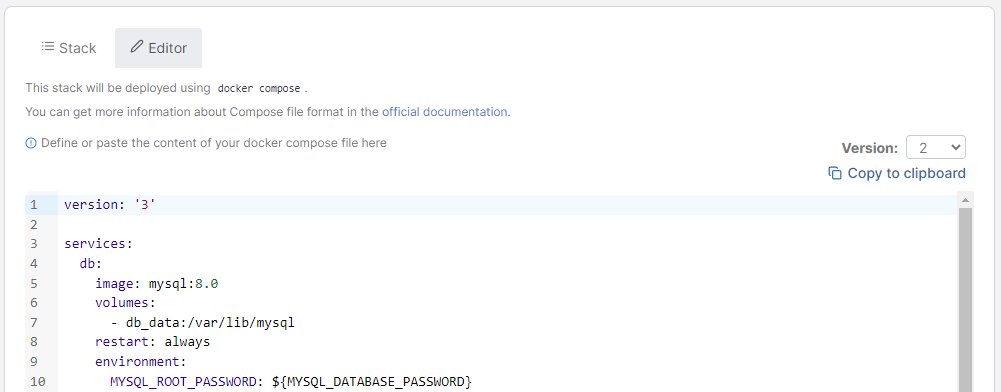 Stack Editor
This stack will be deployed using docker compose.
You can get more information about Compose file format in the official documentation.
Define or paste the content of your docker compose file here
Version: 2
Copy to clipboard
1 version: '3'
2
3 services:
4   db:
5     image: mysql:8.0
6     volumes:
7       - db_data:/var/lib/mysql
8     restart: always
9     environment:
10       MYSQL_ROOT_PASSWORD: ${MYSQL_DATABASE_PASSWORD}